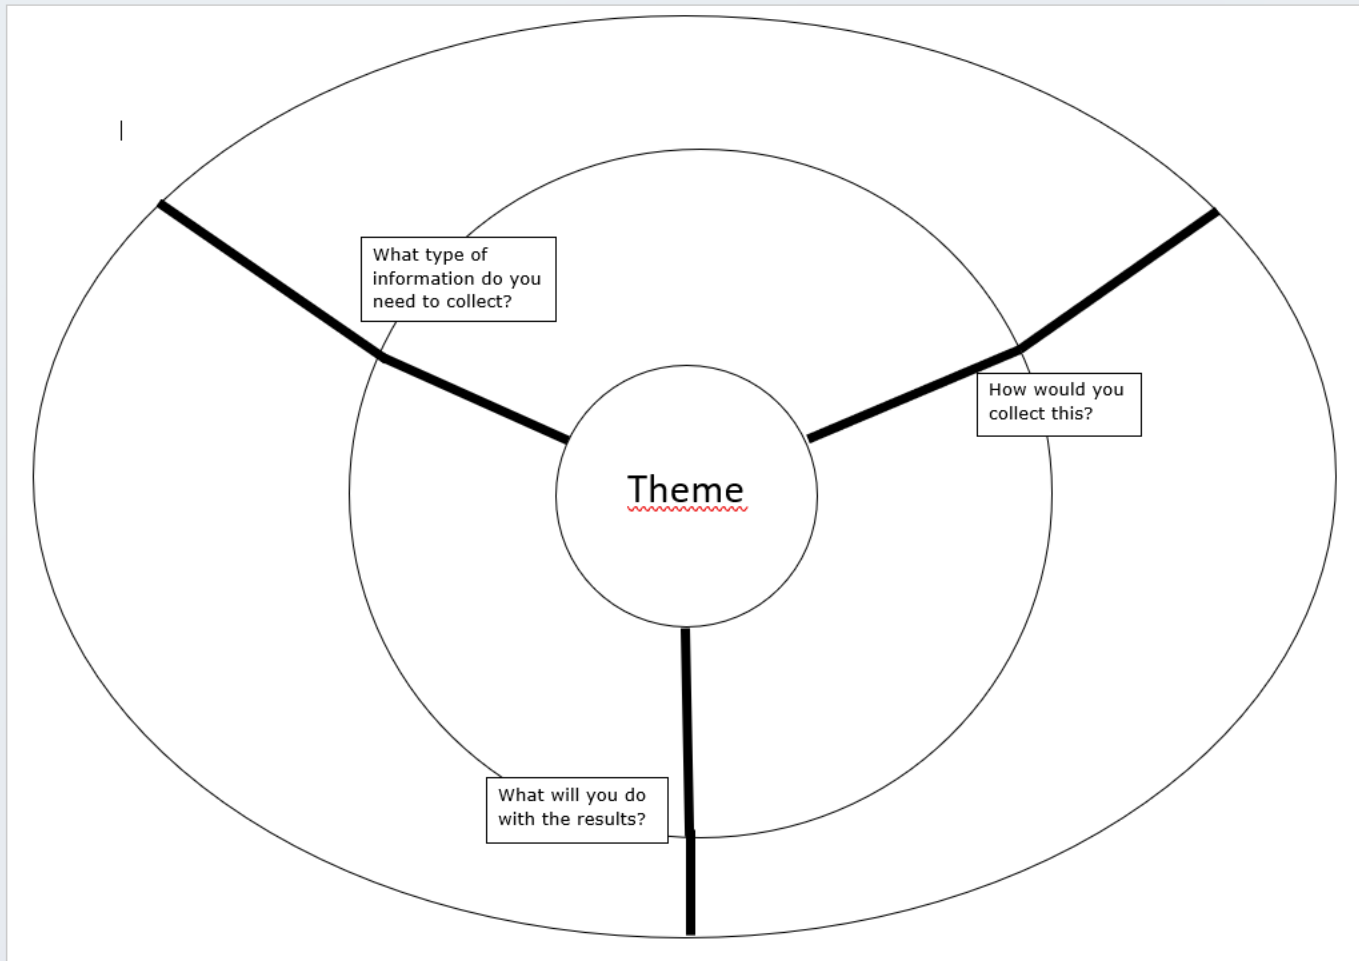 What type of
information do you
need to collect?
How would you
collect this?
Theme
What will you do
with the results?